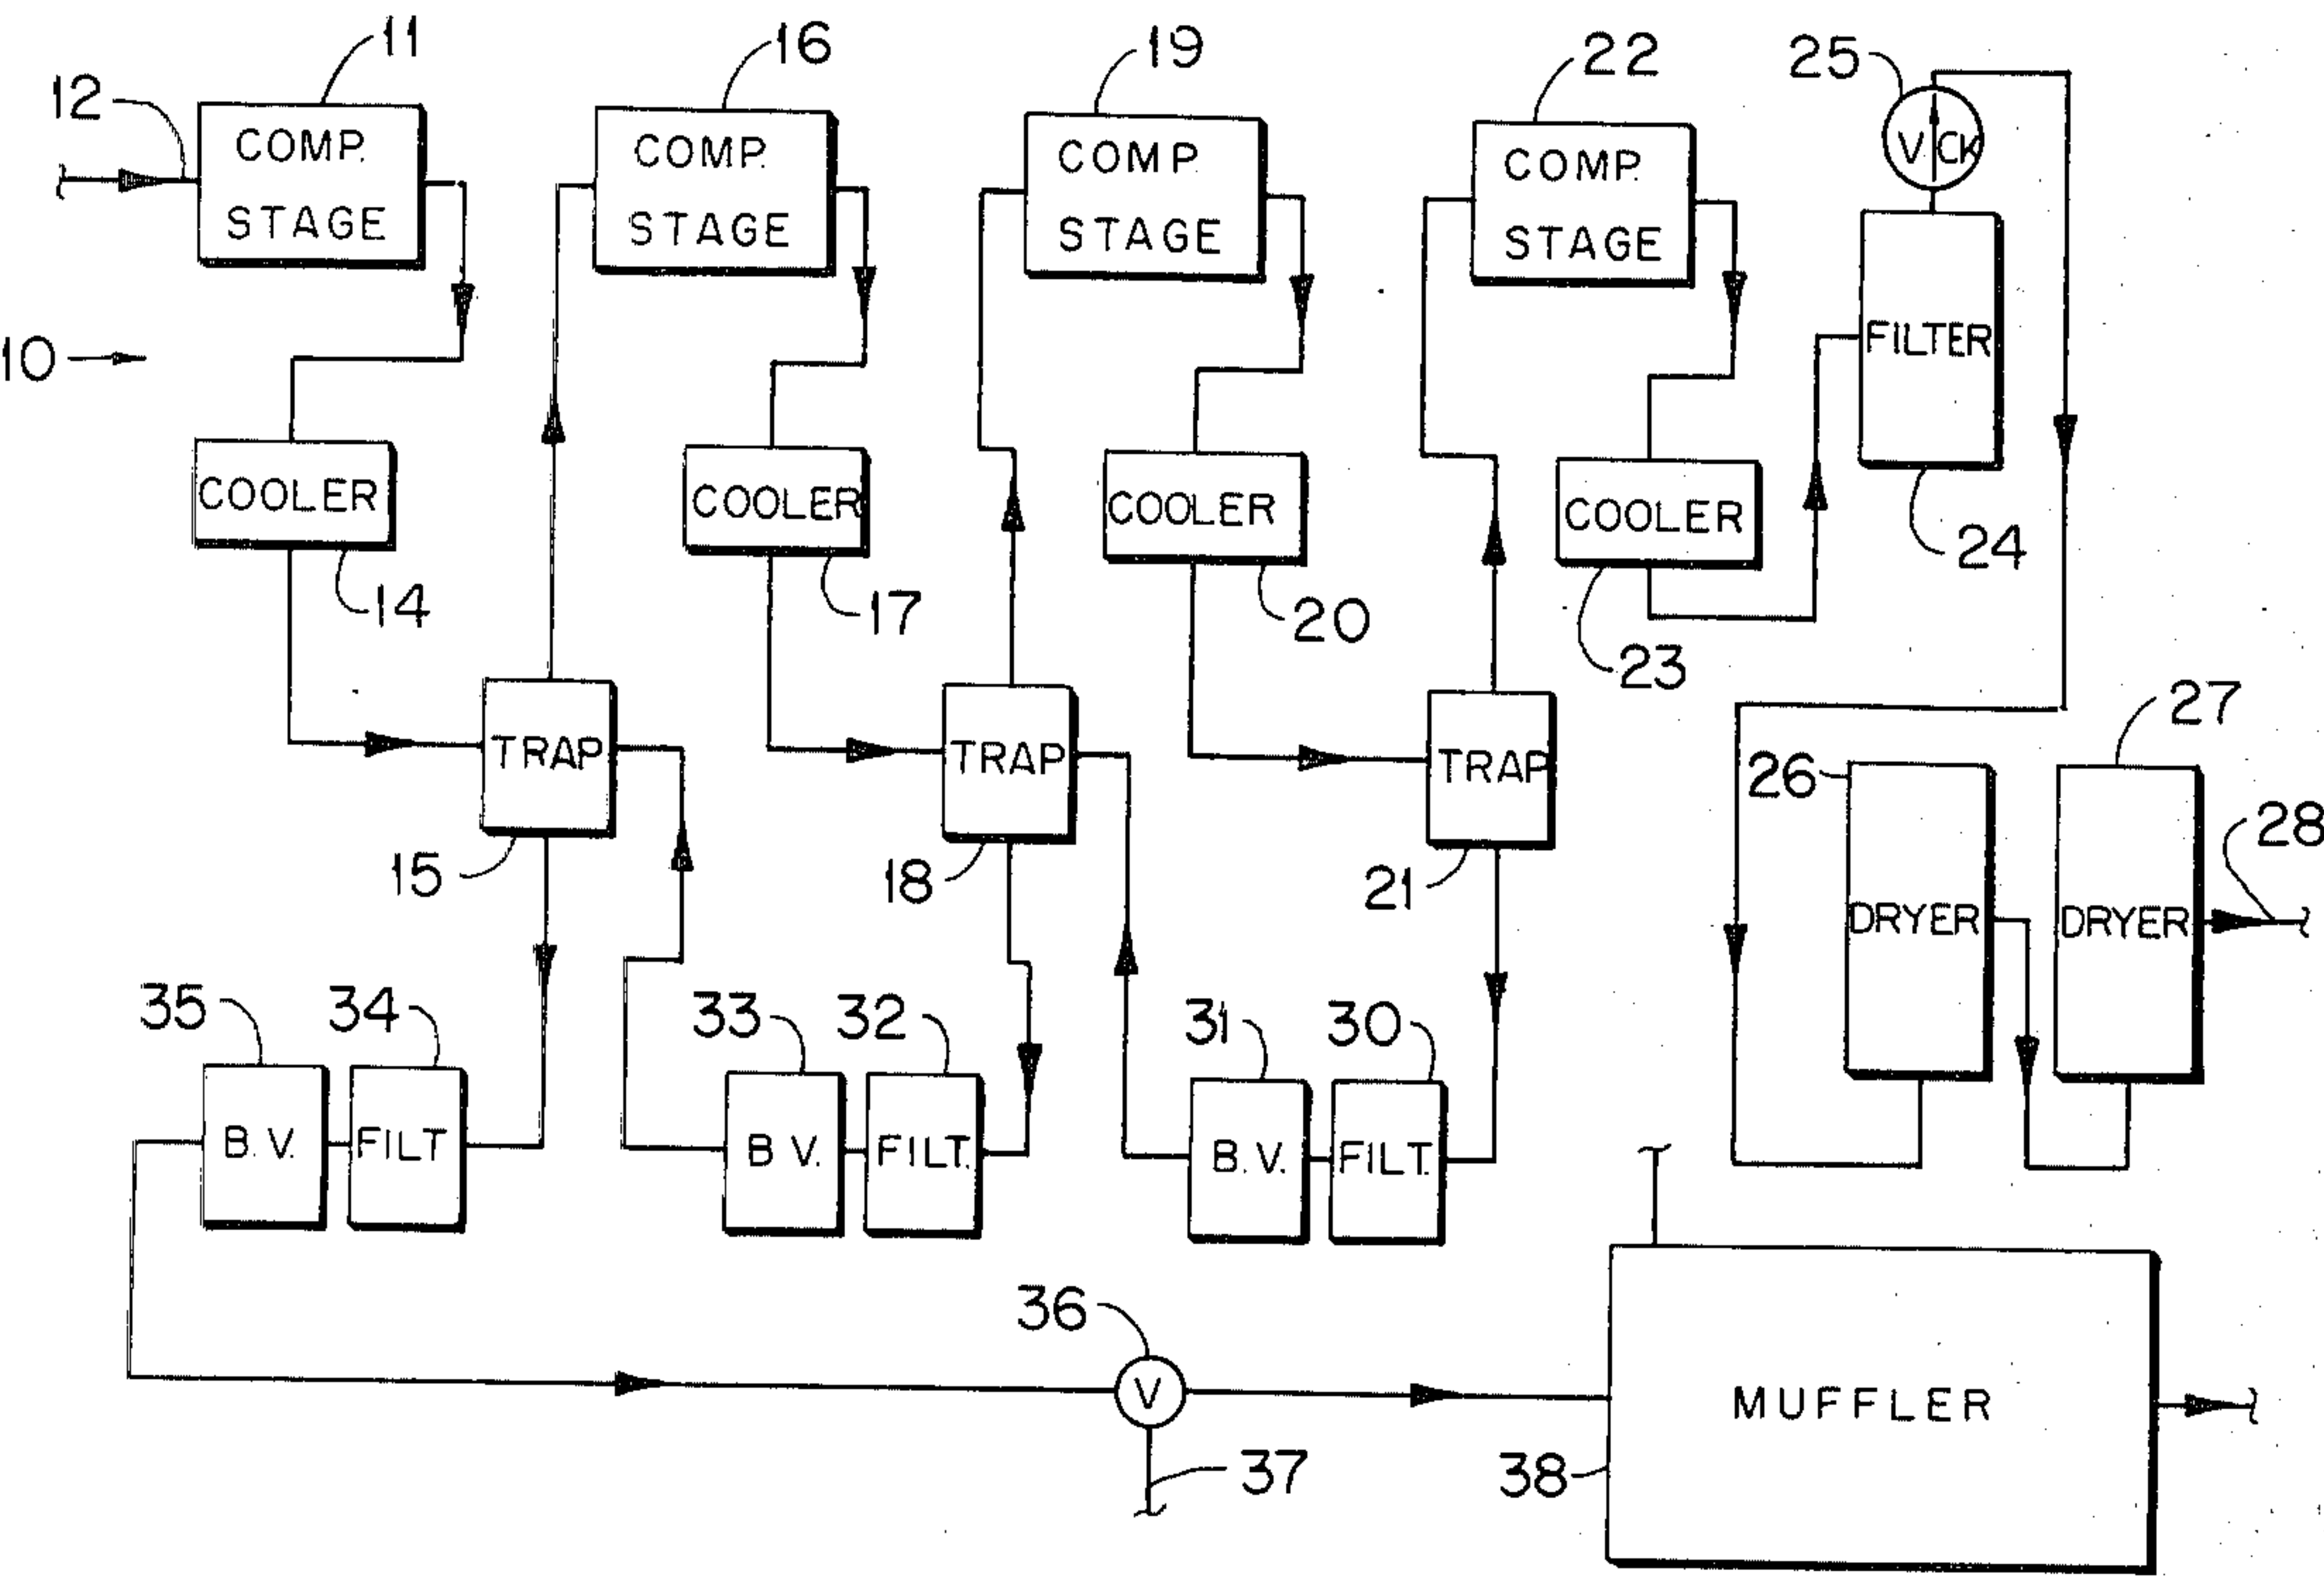 11
16
19
22
25
12
COMP.
STAGE
COMP.
STAGE
COMP
STAGE
COMP.
STAGE
V. CK
10
FILTER
COOLER
COOLER
COOLER
COOLER
24
14
17
20
23
TRAP
TRAP
TRAP
27
26
28
15
18
21
DRYER
DRYER
35
34
33
32
31
30
B.V.
FILT
B V.
FILT.
B.V.
FILT.
36
V
MUFFLER
37
38